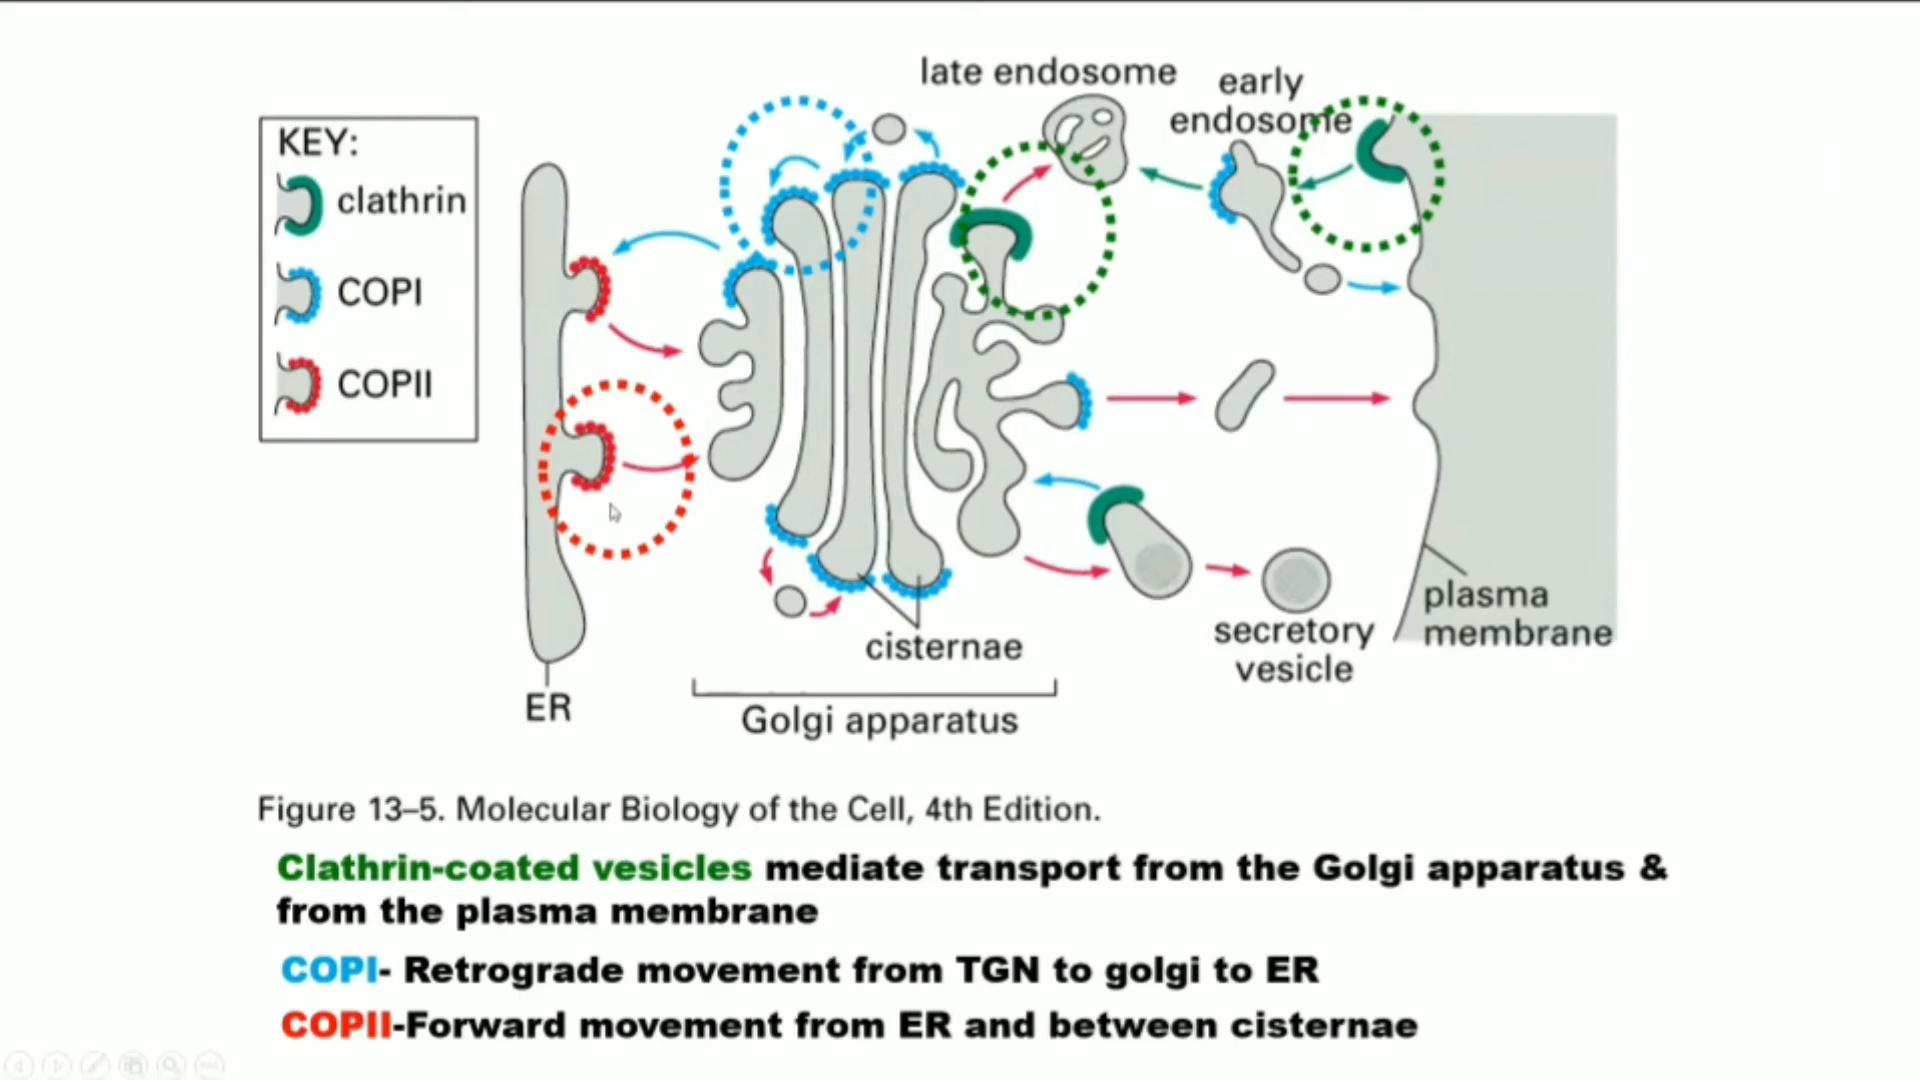 late endosome
early
endosome
KEY:
clathrin
COPI
COPII
plasma
membrane
secretory
vesicle
cisternae
ER
Golgi apparatus
Figure 13–5. Molecular Biology of the Cell, 4th Edition.
Clathrin-coated vesicles mediate transport from the Golgi apparatus &
from the plasma membrane
COPI- Retrograde movement from TGN to golgi to ER
COPII-Forward movement from ER and between cisternae